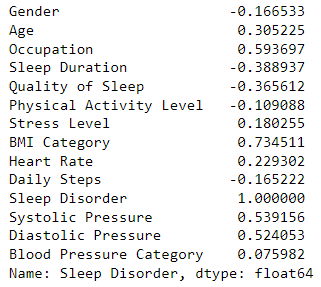 Gender -0.166533
Age 0.305225
Occupation 0.593697
Sleep Duration -0.388937
Quality of Sleep -0.365612
Physical Activity Level -0.109088
Stress Level 0.180255
BMI Category 0.734511
Heart Rate 0.229302
Daily Steps -0.165222
Sleep Disorder 1.000000
Systolic Pressure 0.539156
Diastolic Pressure 0.524053
Blood Pressure Category 0.075982
Name: Sleep Disorder, dtype: float64